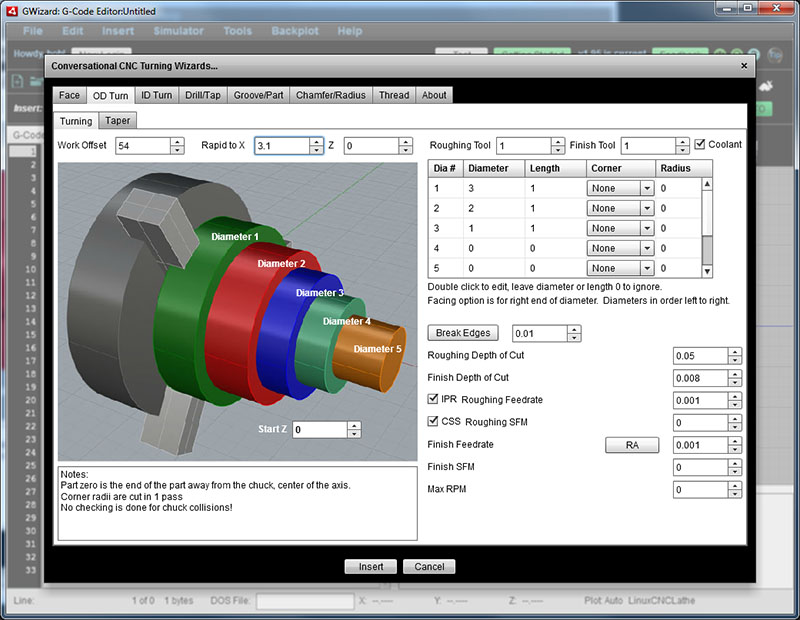 GWizard: G-Code Editor:Untitled
File Edit Insert Simulator Tools Backplot Help
Conversational CNC Turning Wizards...
Face OD Turn ID Turn Drill/Tap Groove/Part Chamfer/Radius Thread About
Insert:
Turning Taper
G-Code
Work Offset 54 Rapid to X 3.1 Z 0 Roughing Tool 1 Finish Tool 1 Coolant
Dia # Diameter Length Corner Radius
1 3 1 None 0
2 2 1 None 0
3 1 1 None 0
4 0 0 None 0
5 0 0 None 0
Diameter 1
Diameter 2
Diameter 3
Diameter 4
Diameter 5
Start Z 0
Double click to edit, leave diameter or length 0 to ignore.
Facing option is for right end of diameter. Diameters in order left to right.
Break Edges 0.01
Roughing Depth of Cut 0.05
Finish Depth of Cut 0.008
IPR Roughing Feedrate 0.001
CSS Roughing SFM 0
Finish Feedrate RA 0.001
Finish SFM 0
Max RPM 0
Notes:
Part zero is the end of the part away from the chuck, center of the axis.
Corner radii are cut in 1 pass
No checking is done for chuck collisions!
1
2
3
4
5
6
7
8
9
10
11
12
13
14
15
16
17
18
19
20
21
22
23
24
25
26
27
28
29
30
31
32
33
Insert Cancel
Line: 1 of 0 1 bytes DOS File: X: --.---- Y: --.---- Z: --.---- Plot: Auto LinuxCNCLathe